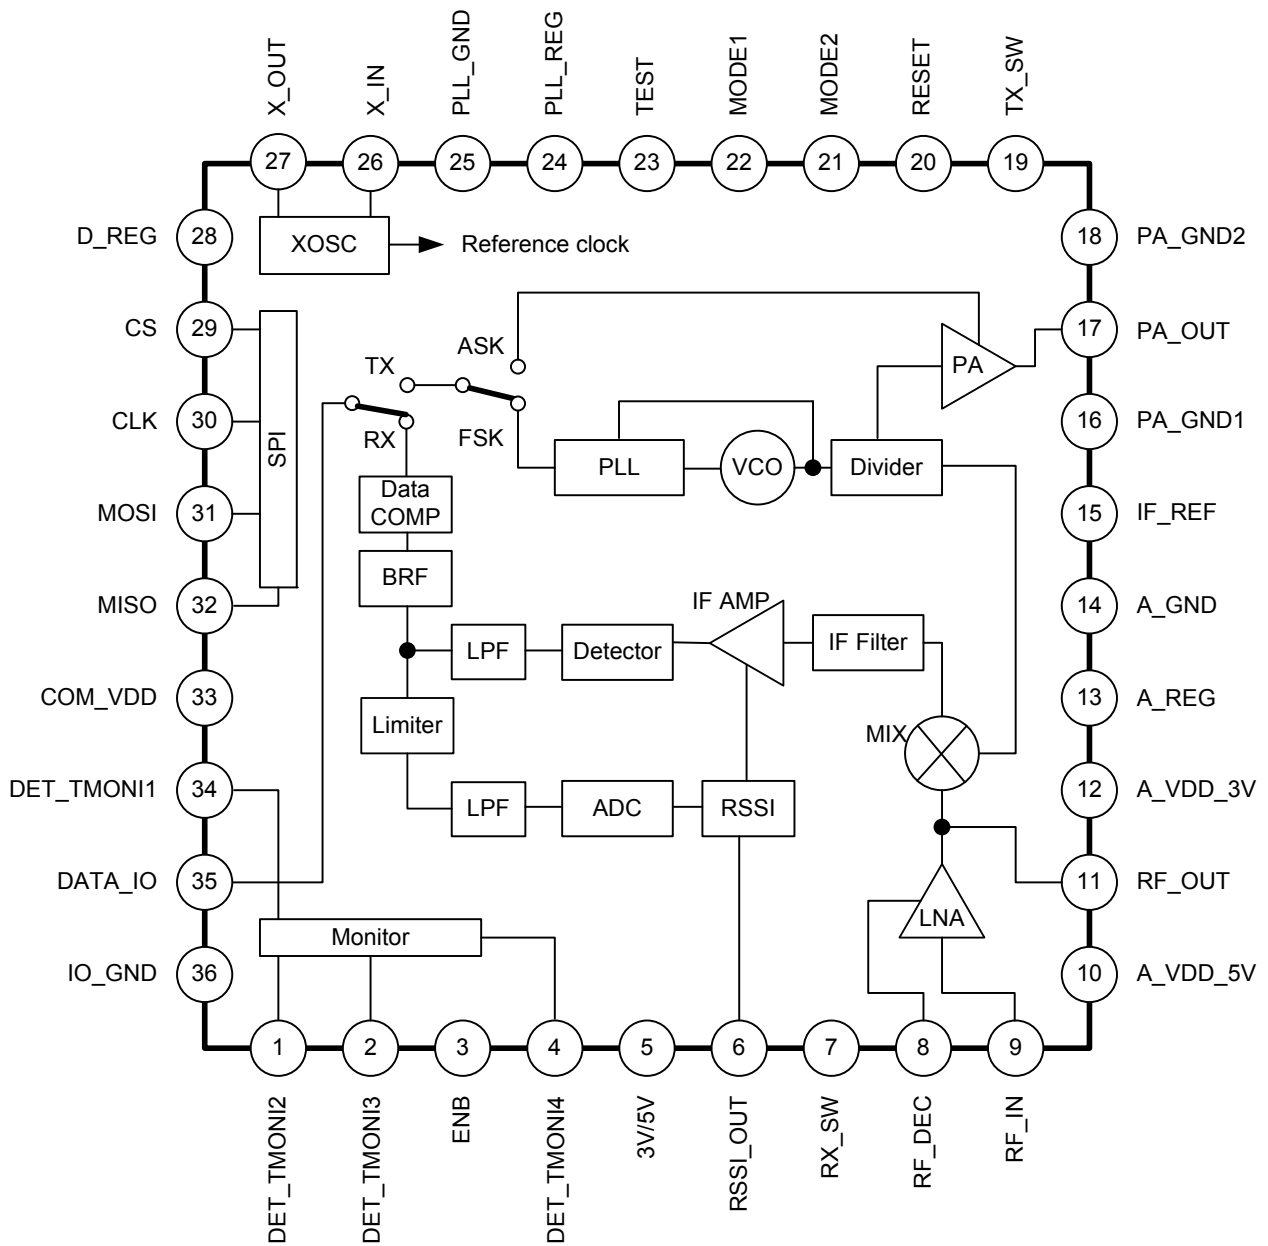 X_OUT
X_IN
PLL_GND
PLL_REG
TEST
MODE1
MODE2
RESET
TX_SW
27
26
25
24
23
22
21
20
19
D_REG
28
XOSC
Reference clock
18
PA_GND2
CS
29
ASK
17
PA_OUT
TX
PA
CLK
30
RX
FSK
16
PA_GND1
SPI
PLL
VCO
Divider
Data
COMP
MOSI
31
15
IF_REF
BRF
MISO
32
IF AMP
14
A_GND
LPF
Detector
IF Filter
COM_VDD
33
13
A_REG
Limiter
MIX
DET_TMONI1
34
12
A_VDD_3V
LPF
ADC
RSSI
DATA_IO
35
11
RF_OUT
LNA
Monitor
IO_GND
36
10
A_VDD_5V
1
2
3
4
5
6
7
8
9
DET_TMONI2
DET_TMONI3
ENB
DET_TMONI4
3V/5V
RSSI_OUT
RX_SW
RF_DEC
RF_IN